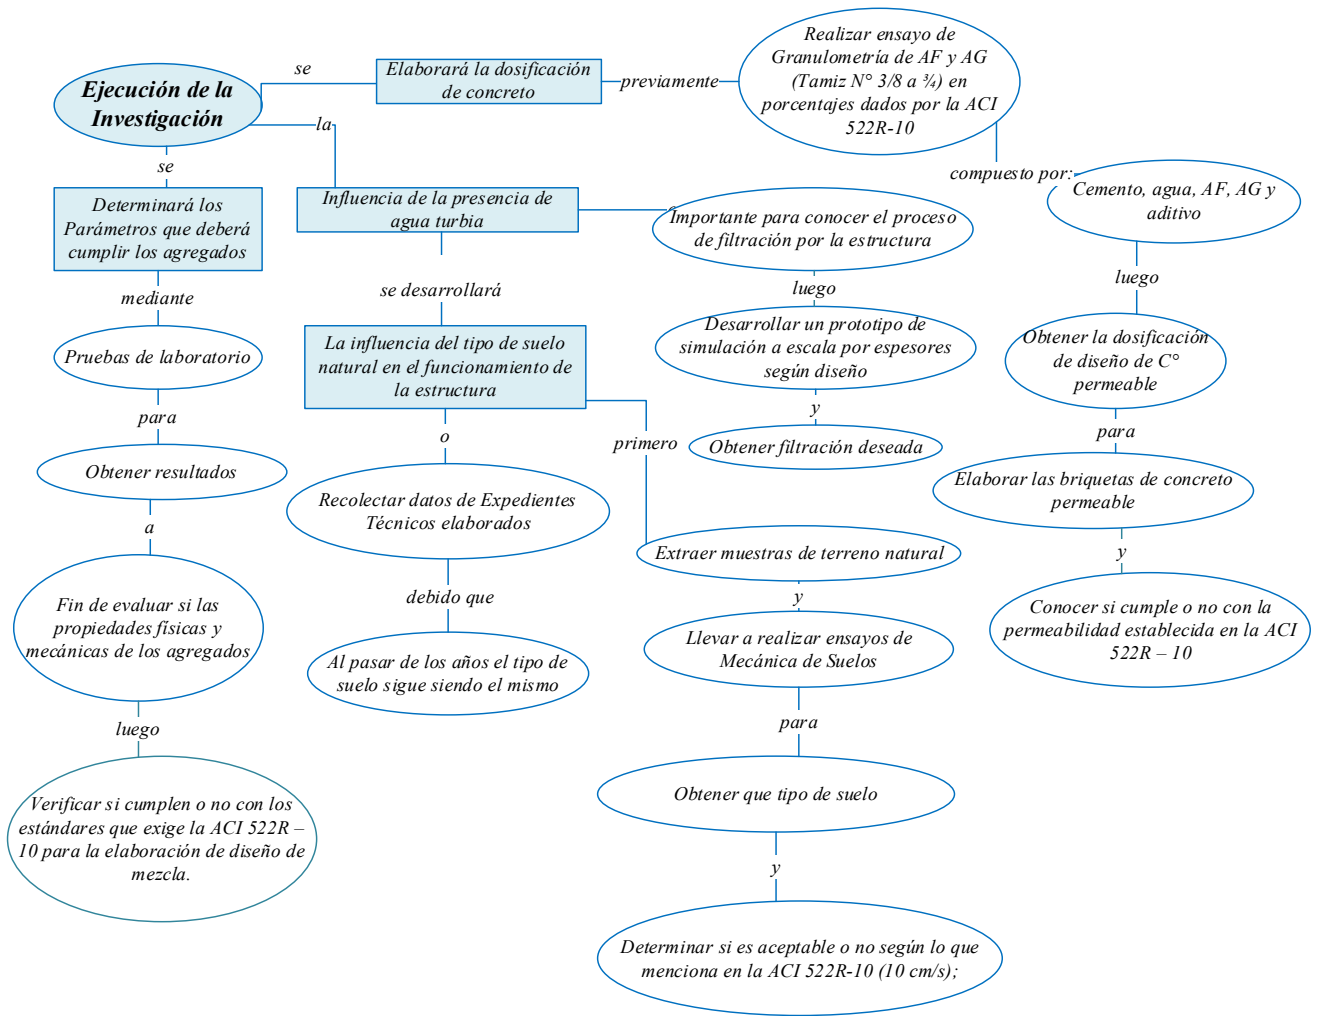 Ejecución de la
Investigación
se
Elaborará la dosificación
de concreto
previamente
Realizar ensayo de
Granulometría de AF y AG
(Tamiz N° 3/8 a ¾) en
porcentajes dados por la ACI
522R-10
compuesto por:
Cemento, agua, AF, AG y
aditivo
luego
Obtener la dosificación
de diseño de C°
permeable
para
Elaborar las briquetas de concreto
permeable
y
Conocer si cumple o no con la
permeabilidad establecida en la ACI
522R – 10
la
Influencia de la presencia de
agua turbia
Importante para conocer el proceso
de filtración por la estructura
luego
Desarrollar un prototipo de
simulación a escala por espesores
según diseño
y
Obtener filtración deseada
se desarrollará
La influencia del tipo de suelo
natural en el funcionamiento de
la estructura
primero
Extraer muestras de terreno natural
y
Llevar a realizar ensayos de
Mecánica de Suelos
para
Obtener que tipo de suelo
y
Determinar si es aceptable o no según lo que
menciona en la ACI 522R-10 (10 cm/s);
o
Recolectar datos de Expedientes
Técnicos elaborados
debido que
Al pasar de los años el tipo de
suelo sigue siendo el mismo
se
Determinará los
Parámetros que deberá
cumplir los agregados
mediante
Pruebas de laboratorio
para
Obtener resultados
a
Fin de evaluar si las
propiedades físicas y
mecánicas de los agregados
luego
Verificar si cumplen o no con los
estándares que exige la ACI 522R –
10 para la elaboración de diseño de
mezcla.